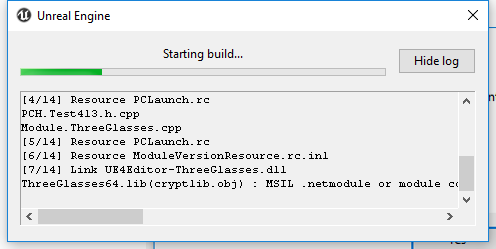 Unreal Engine
Starting build...
Hide log
[4/14] Resource PCLaunch.rc
PCH.Test413.h.cpp
Module.ThreeGlasses.cpp
[5/14] Resource PCLaunch.rc
[6/14] Resource ModuleVersionResource.rc.inl
[7/14] Link UE4Editor-ThreeGlasses.dll
ThreeGlasses64.lib(cryptlib.obj) : MSIL .netmodule or module co